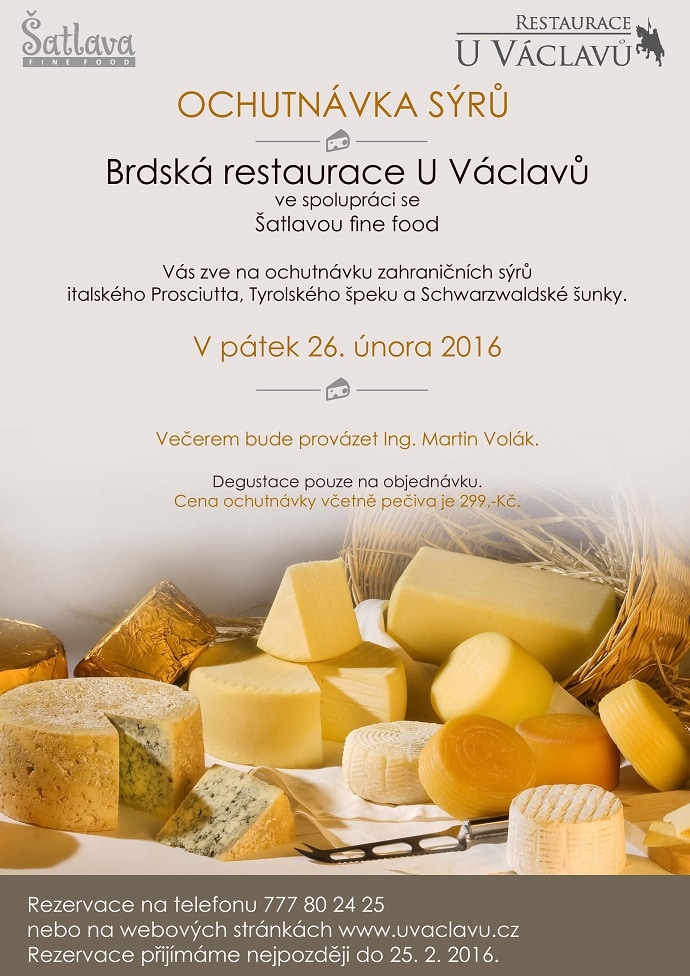 Šatlava
FINE FOOD
RESTAURACE
U VÁCLAVŮ
OCHUTNÁVKA SÝRŮ
Brdská restaurace U Václavů
ve spolupráci se
Šatlavou fine food
Vás zve na ochutnávku zahraničních sýrů
italského Prosciutta, Tyrolského špeku a Schwarzwaldské šunky.
V pátek 26. února 2016
Večerem bude provázet Ing. Martin Volák.
Degustace pouze na objednávku.
Cena ochutnávky včetně pečiva je 299,-Kč.
Rezervace na telefonu 777 80 24 25
nebo na webových stránkách www.uvaclavu.cz
Rezervace přijímáme nejpozději do 25. 2. 2016.